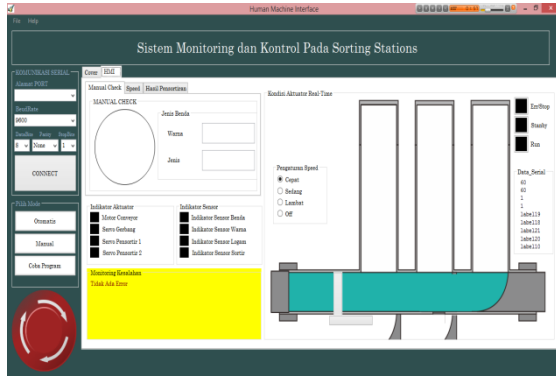 Human Machine Interface
File Help
Sistem Monitoring dan Kontrol Pada Sorting Stations
KOMUNIKASI SERIAL
Alamat PORT
BaudRate
9600
DataBits Parity StopBits
8 None 1
CONNECT
Pilih Mode
Otomatis
Manual
Coba Program
Cover HMI
Manual Check Speed Hasil Penyortiran
MANUAL CHECK
Jenis Benda
Warna
Jenis
Indikator Aktuator
Motor Conveyor
Servo Gerbang
Servo Penyortir 1
Servo Penyortir 2
Indikator Sensor
Indikator Sensor Benda
Indikator Sensor Warna
Indikator Sensor Logam
Indikator Sensor Sortir
Monitoring Kesalahan
Tidak Ada Error
Kondisi Aktuator Real-Time
Pengaturan Speed
Cepat
Sedang
Lambat
Off
Err/Stop
Stanby
Run
Data_Serial
60
60
1
1
label19
label18
label21
label20
label13